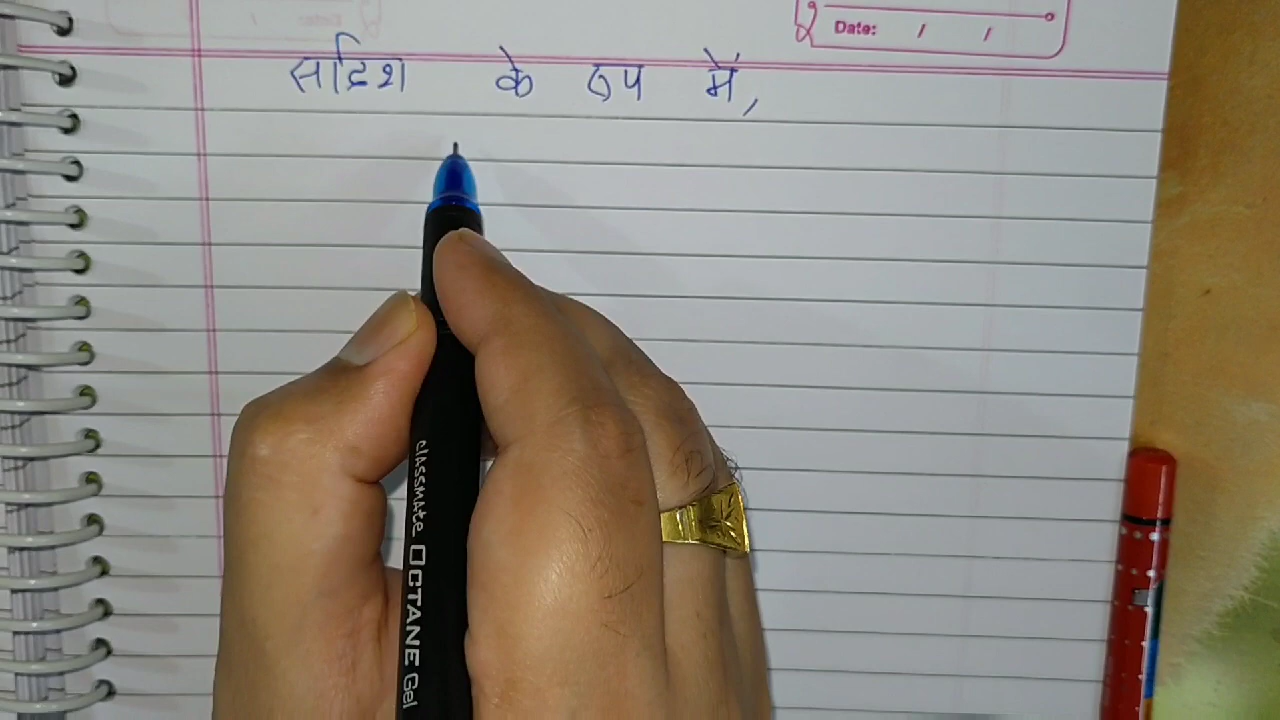 Date: / /
सदिश के रुप में,
classmate OCTANE Gel